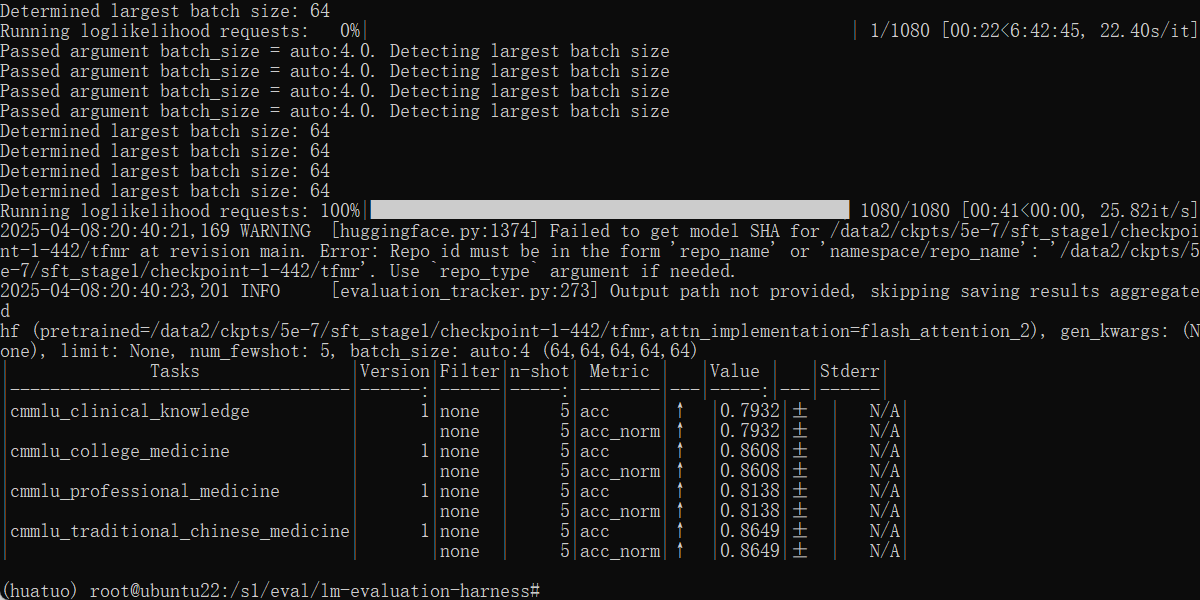 Determined largest batch size: 64
Running loglikelihood requests:   0%|                                                | 1/1080 [00:22<6:42:45, 22.40s/it]
Passed argument batch_size = auto:4.0. Detecting largest batch size
Passed argument batch_size = auto:4.0. Detecting largest batch size
Passed argument batch_size = auto:4.0. Detecting largest batch size
Passed argument batch_size = auto:4.0. Detecting largest batch size
Determined largest batch size: 64
Determined largest batch size: 64
Determined largest batch size: 64
Determined largest batch size: 64
Running loglikelihood requests: 100%|████████████████████████████████████████████████| 1080/1080 [00:41<00:00, 25.82it/s]
2025-04-08:20:40:21,169 WARNING  [huggingface.py:1374] Failed to get model SHA for /data2/ckpts/5e-7/sft_stage1/checkpoi
nt-1-442/tfmr at revision main. Error: Repo id must be in the form 'repo_name' or 'namespace/repo_name': '/data2/ckpts/5
e-7/sft_stage1/checkpoint-1-442/tfmr'. Use `repo_type` argument if needed.
2025-04-08:20:40:23,201 INFO     [evaluation_tracker.py:273] Output path not provided, skipping saving results aggregate
d
hf (pretrained=/data2/ckpts/5e-7/sft_stage1/checkpoint-1-442/tfmr,attn_implementation=flash_attention_2), gen_kwargs: (N
one), limit: None, num_fewshot: 5, batch_size: auto:4 (64,64,64,64,64)
|              Tasks               |Version|Filter|n-shot| Metric |   |Value |   |Stderr|
|----------------------------------|------:|------|-----:|--------|---|-----:|---|------|
|cmmlu_clinical_knowledge          |      1|none  |     5|acc     |↑  |0.7932|±  |   N/A|
|                                  |       |none  |     5|acc_norm|↑  |0.7932|±  |   N/A|
|cmmlu_college_medicine            |      1|none  |     5|acc     |↑  |0.8608|±  |   N/A|
|                                  |       |none  |     5|acc_norm|↑  |0.8608|±  |   N/A|
|cmmlu_professional_medicine       |      1|none  |     5|acc     |↑  |0.8138|±  |   N/A|
|                                  |       |none  |     5|acc_norm|↑  |0.8138|±  |   N/A|
|cmmlu_traditional_chinese_medicine|      1|none  |     5|acc     |↑  |0.8649|±  |   N/A|
|                                  |       |none  |     5|acc_norm|↑  |0.8649|±  |   N/A|
(huatuo) root@ubuntu22:/s1/eval/lm-evaluation-harness#